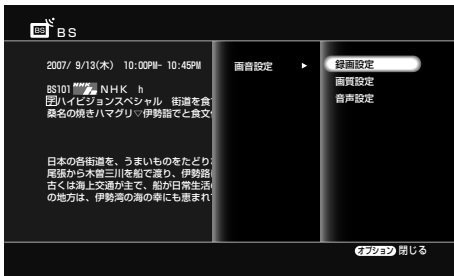 BS BS
2007/ 9/13(木) 10:00PM- 10:45PM
BS101 NHK NHK h
字ハイビジョンスペシャル 街道を食
桑名の焼きハマグリ♡伊勢詣でと食文
日本の各街道を、うまいものをたどり
尾張から木曽三川を船で渡り、伊勢路
古くは海上交通が主で、船が日常生活
の地方は、伊勢湾の海の幸にも恵まれ
画音設定 ▶
録画設定
画質設定
音声設定
オプション 閉じる